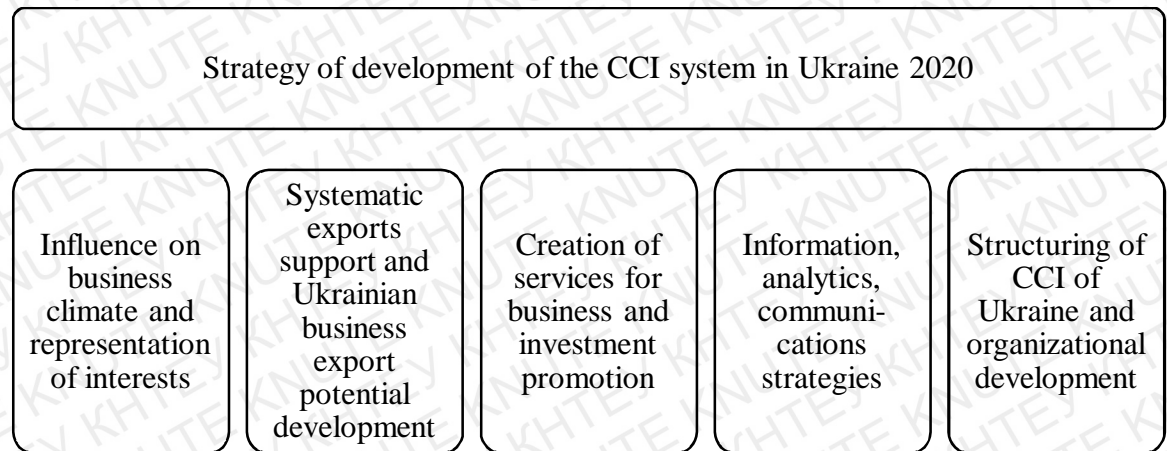 Strategy of development of the CCI system in Ukraine 2020
Influence on
business
climate and
representation
of interests
Systematic
exports
support and
Ukrainian
business
export
potential
development
Creation of
services for
business and
investment
promotion
Information,
analytics,
communi-
cations
strategies
Structuring of
CCI of
Ukraine and
organizational
development